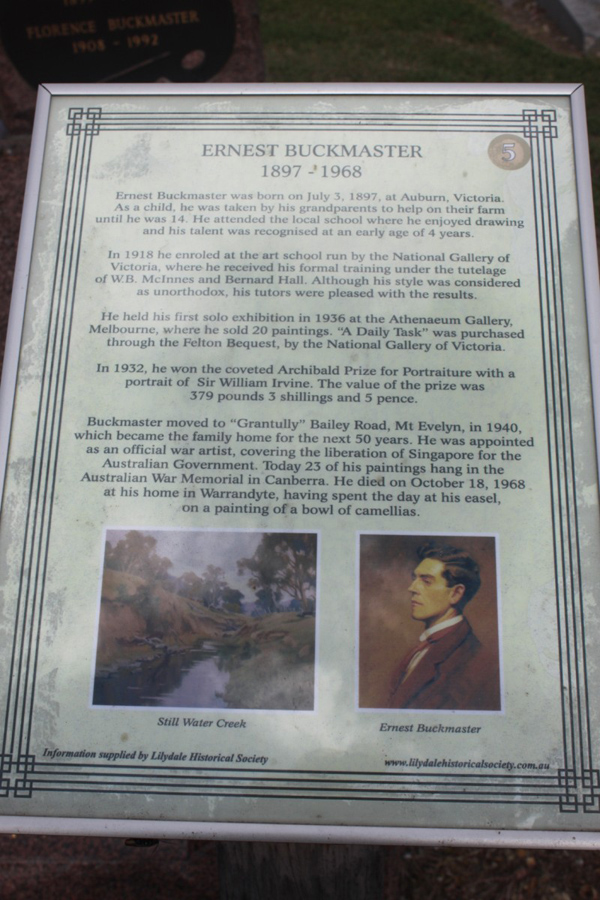 FLORENCE BUCKMASTER
1908 - 1992
ERNEST BUCKMASTER
5
1897 - 1968
Ernest Buckmaster was born on July 3, 1897, at Auburn, Victoria.
As a child, he was taken by his grandparents to help on their farm
until he was 14. He attended the local school where he enjoyed drawing
and his talent was recognised at an early age of 4 years.
In 1918 he enroled at the art school run by the National Gallery of
Victoria, where he received his formal training under the tutelage
of W.B. McInnes and Bernard Hall. Although his style was considered
as unorthodox, his tutors were pleased with the results.
He held his first solo exhibition in 1936 at the Athenaeum Gallery,
Melbourne, where he sold 20 paintings. "A Daily Task" was purchased
through the Felton Bequest, by the National Gallery of Victoria.
In 1932, he won the coveted Archibald Prize for Portraiture with a
portrait of Sir William Irvine. The value of the prize was
379 pounds 3 shillings and 5 pence.
Buckmaster moved to "Grantully" Bailey Road, Mt Evelyn, in 1940,
which became the family home for the next 50 years. He was appointed
as an official war artist, covering the liberation of Singapore for the
Australian Government. Today 23 of his paintings hang in the
Australian War Memorial in Canberra. He died on October 18, 1968
at his home in Warrandyte, having spent the day at his easel,
on a painting of a bowl of camellias.
Still Water Creek
Ernest Buckmaster
Information supplied by Lilydale Historical Society
www.lilydalehistoricalsociety.com.au